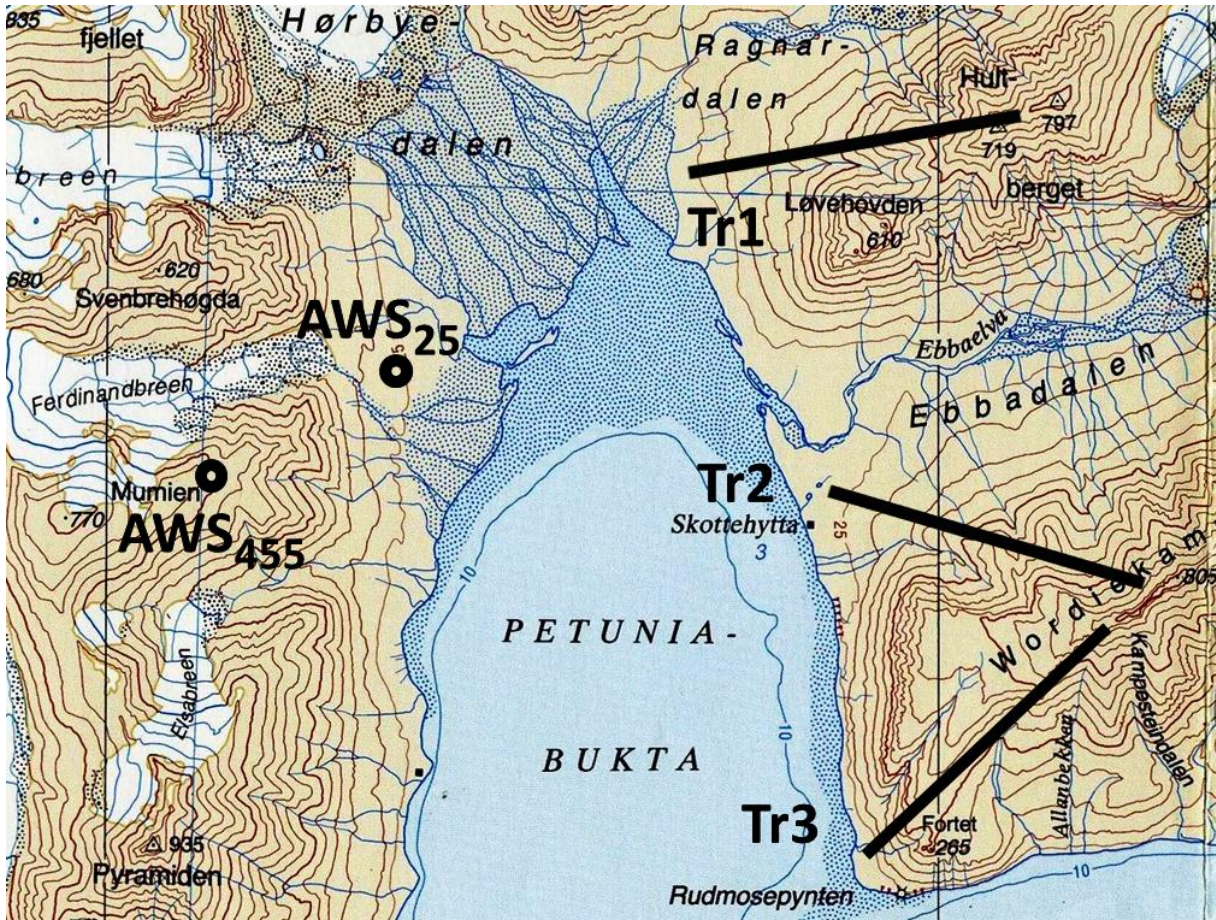 835
fjellet
Hørbye-
dalen
Ragnar-
dalen
Hult-
797
719
berget
breen
Løvehovden
610
Tr1
680
620
Svenbrehøgda
AWS25
Ebbaelva
Ebbadalen
Ferdinandbreen
Mumien
770
AWS455
Tr2
Skottehytta
3
25
10
Wordiekam
805
PETUNIA-
BUKTA
Elsabreen
10
Kampesteindalen
Allanbekken
Tr3
Fortet
265
935
Pyramiden
Rudmosepynten
10